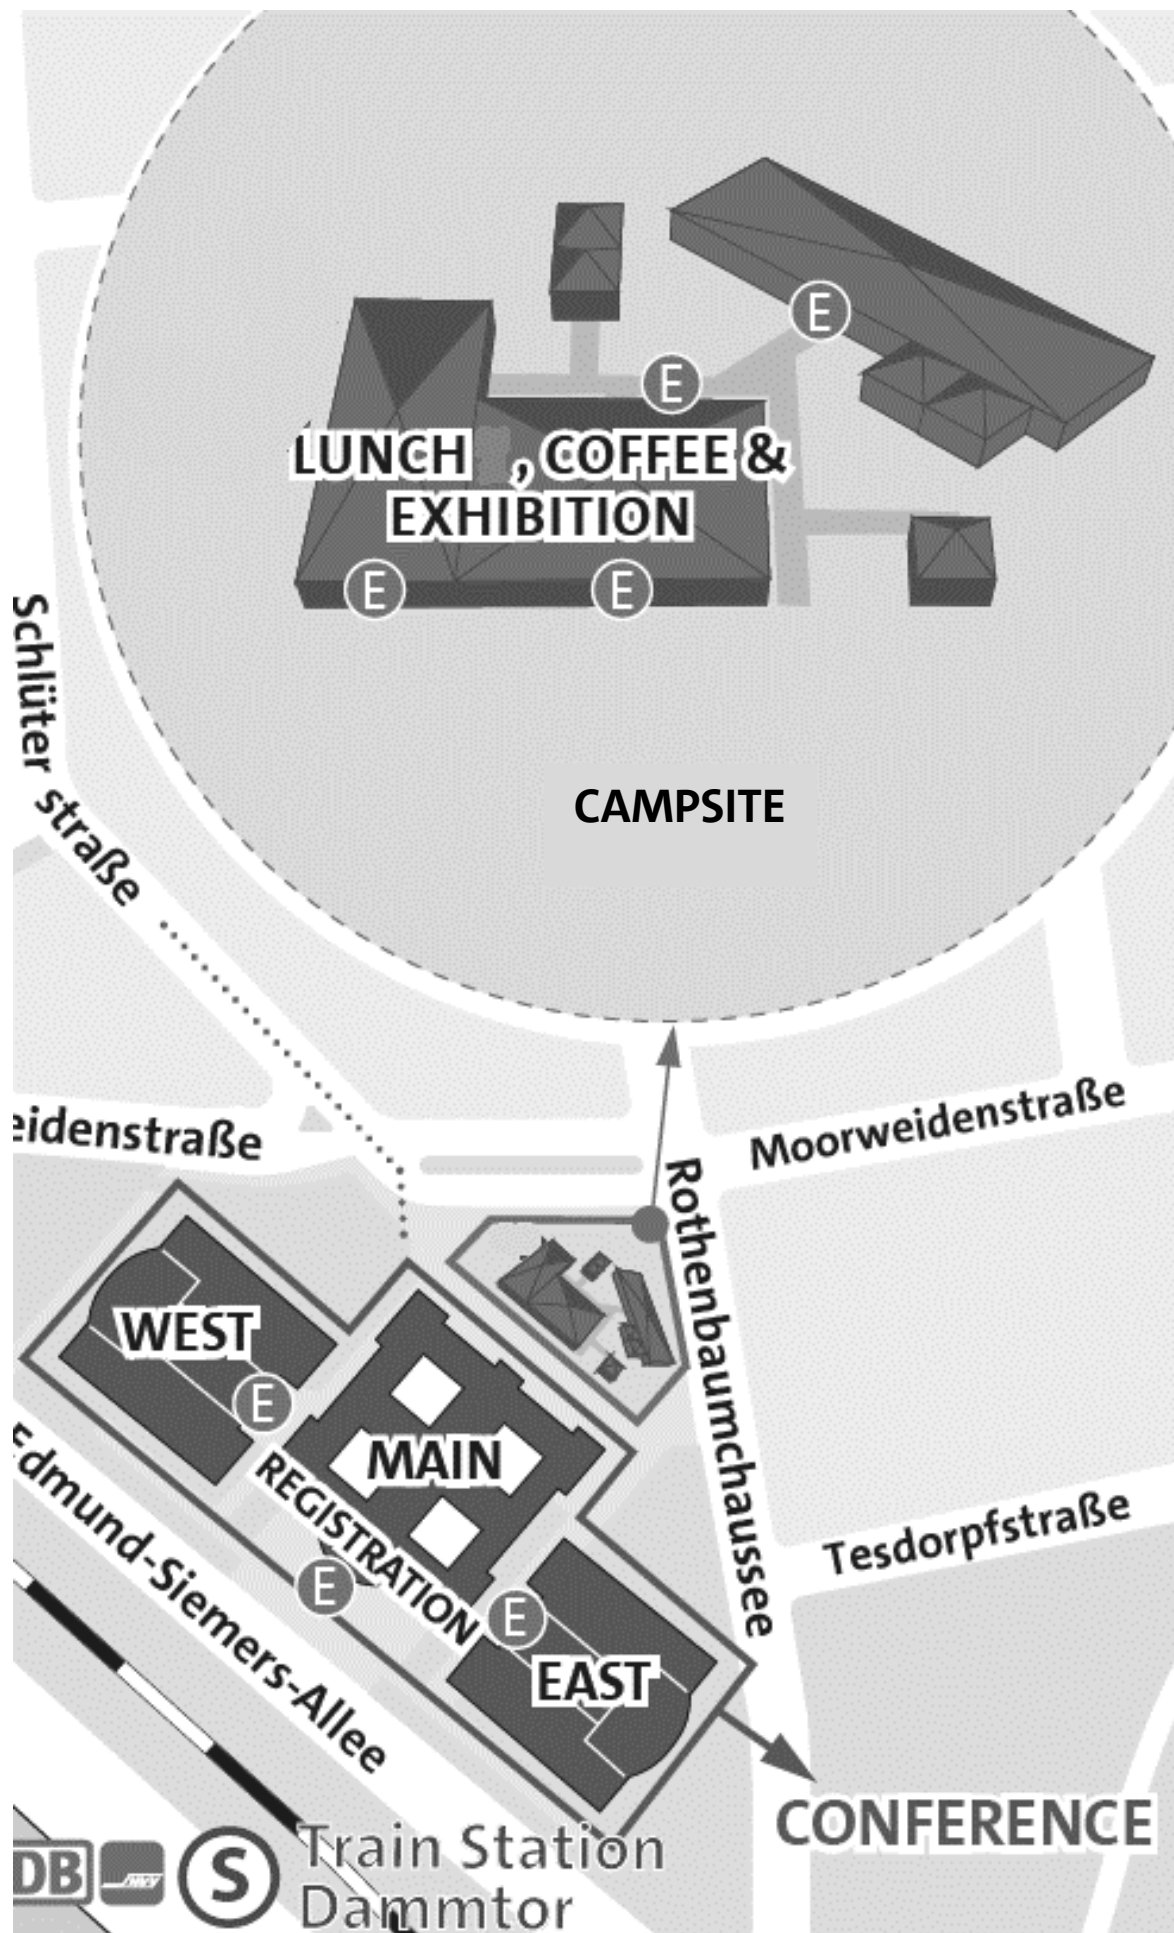 E
E
LUNCH , COFFEE &
EXHIBITION
E
E
Schlüter
straße
CAMPSITE
eidenstraße
Moorweidenstraße
Rothenbaumchaussee
WEST
E
MAIN
REGISTRATION
E
E
EAST
Tesdorpfstraße
Edmund-Siemers-Allee
CONFERENCE
DB
S
Train Station
Dammtor